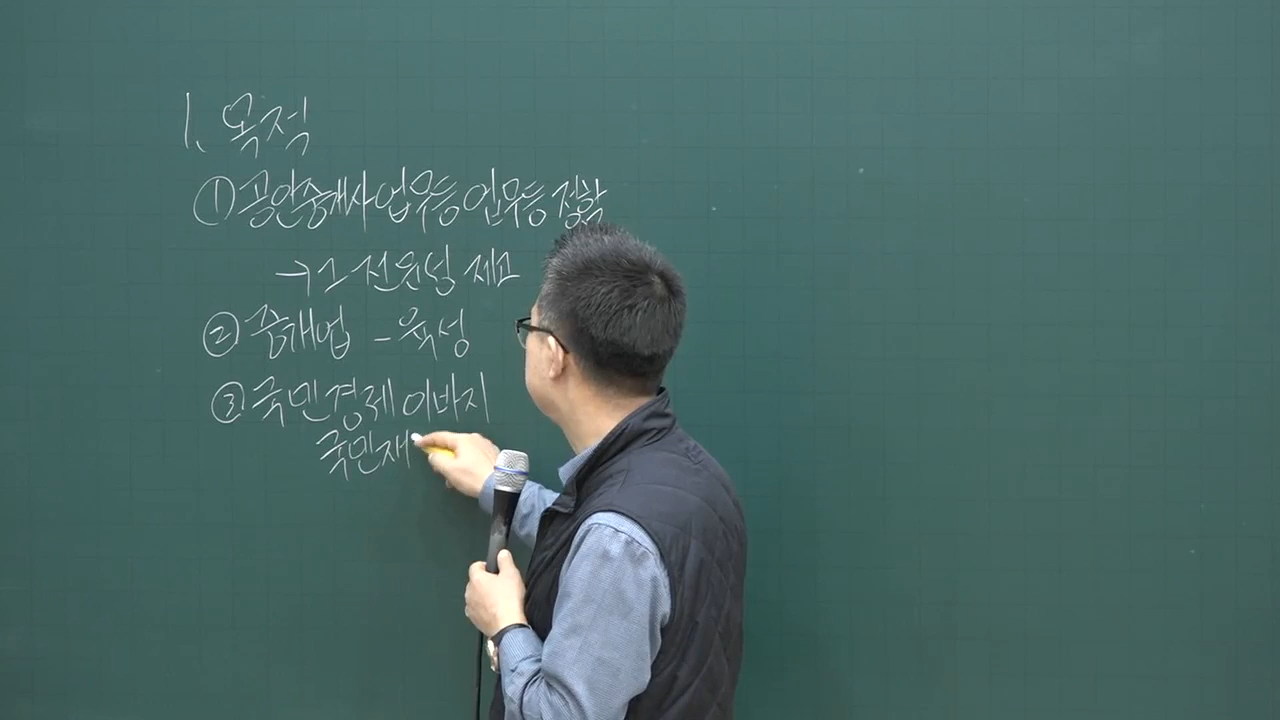 1. 목적
① 공인중개사 업무등 업무등 정함
→ 그 전문성 제고
② 중개업 - 육성
③ 국민경제 이바지
국민재